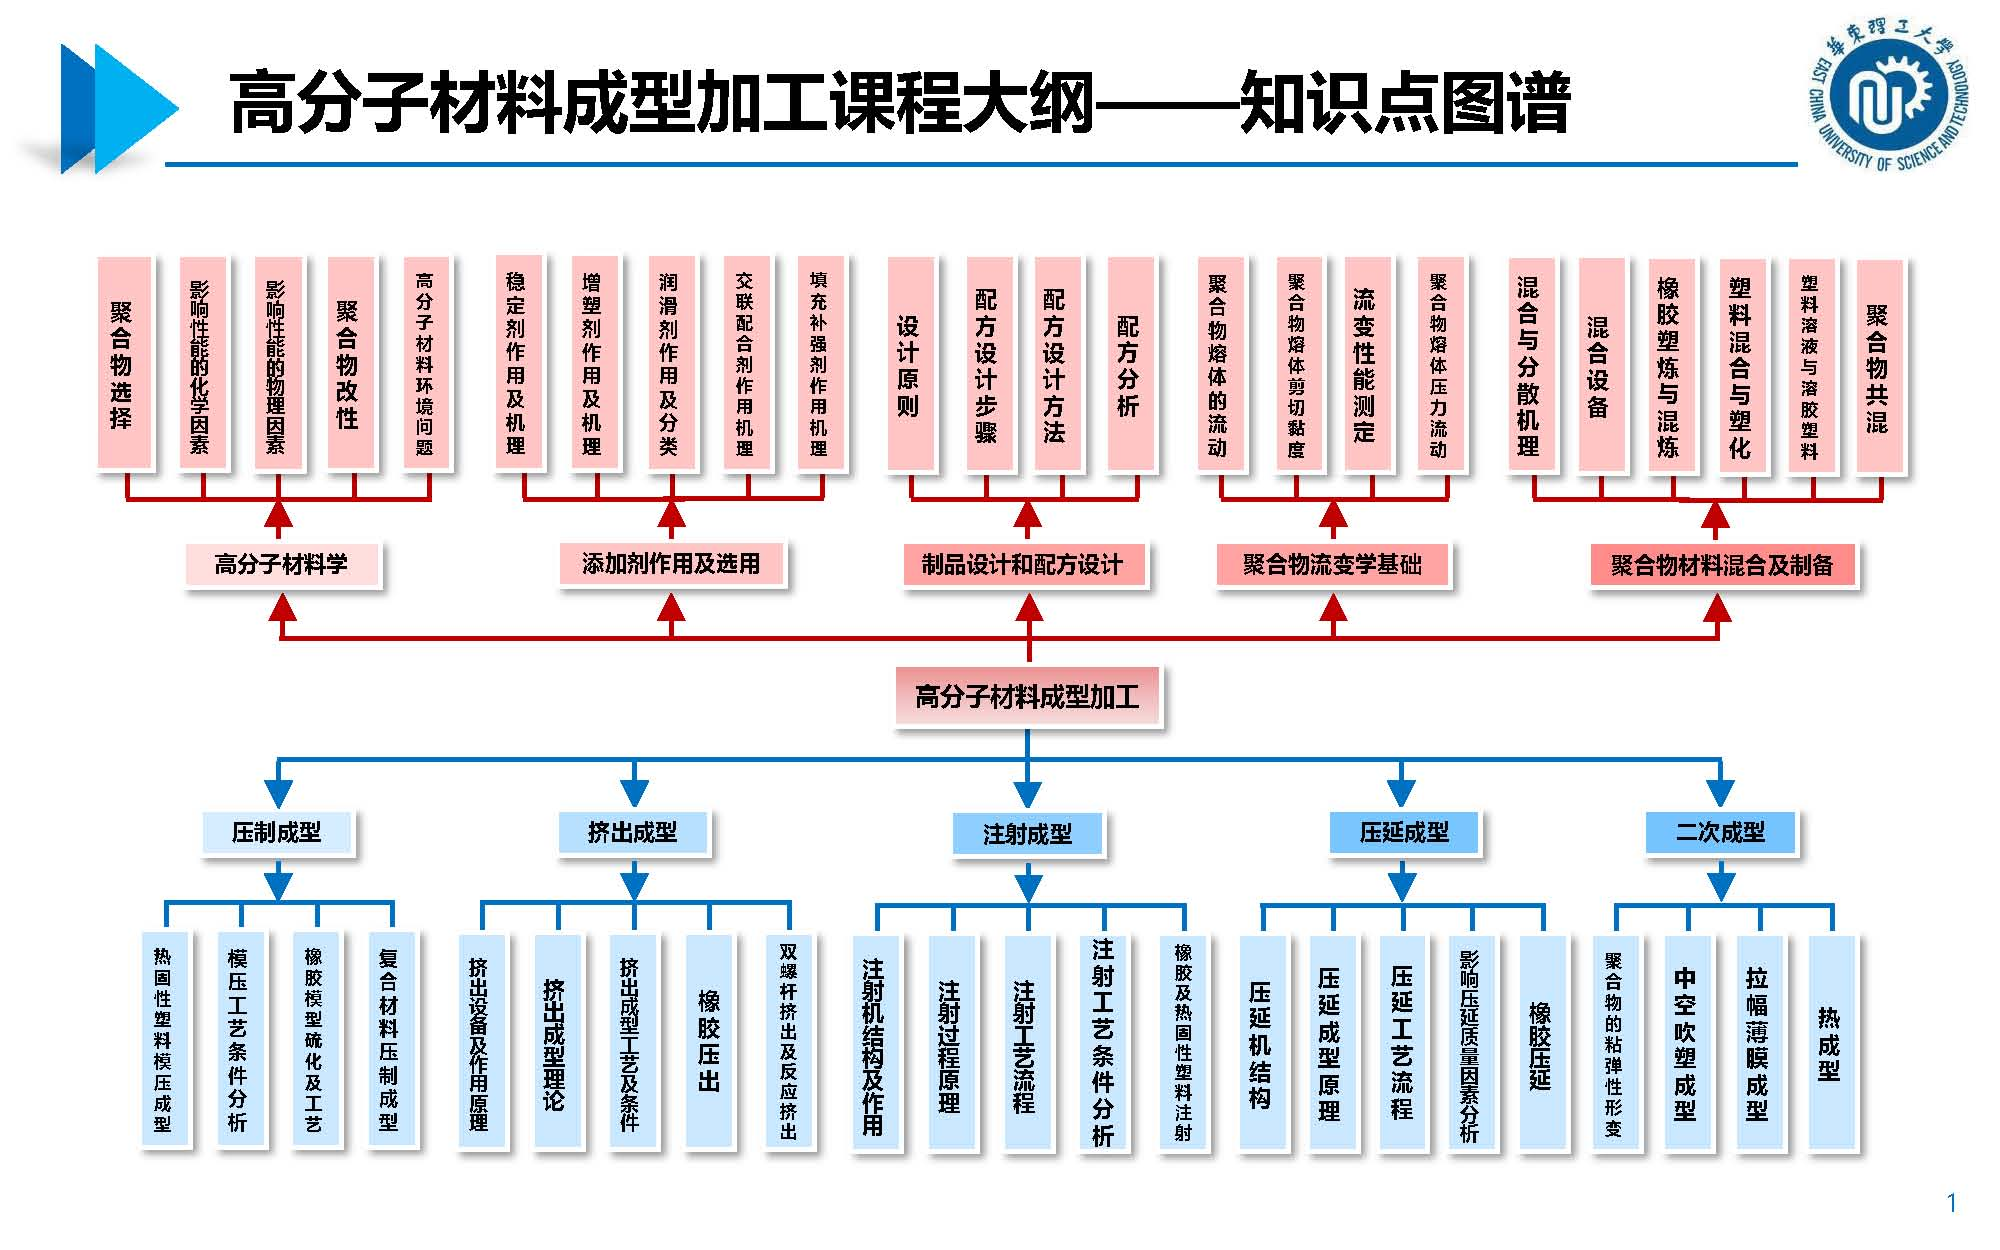 高分子材料成型加工课程大纲——知识点图谱
華東理工大学
EAST CHINA UNIVERSITY OF SCIENCE AND TECHNOLOGY
聚合物选择
影响性能的化学因素
影响性能的物理因素
聚合物改性
高分子材料环境问题
稳定剂作用及机理
增塑剂作用及机理
润滑剂作用及分类
交联配合剂作用机理
填充补强剂作用机理
设计原则
配方设计步骤
配方设计方法
配方分析
聚合物熔体的流动
聚合物熔体剪切黏度
流变性能测定
聚合物熔体压力流动
混合与分散机理
混合设备
橡胶塑炼与混炼
塑料混合与塑化
塑料溶液与溶胶塑料
聚合物共混
高分子材料学
添加剂作用及选用
制品设计和配方设计
聚合物流变学基础
聚合物材料混合及制备
高分子材料成型加工
压制成型
挤出成型
注射成型
压延成型
二次成型
热固性塑料模压成型
模压工艺条件分析
橡胶模型硫化及工艺
复合材料压制成型
挤出设备及作用原理
挤出成型理论
挤出成型工艺及条件
橡胶压出
双螺杆挤出及反应挤出
注射机结构及作用
注射过程原理
注射工艺流程
注射工艺条件分析
橡胶及热固性塑料注射
压延机结构
压延成型原理
压延工艺流程
影响压延质量因素分析
橡胶压延
聚合物的粘弹性形变
中空吹塑成型
拉幅薄膜成型
热成型
1